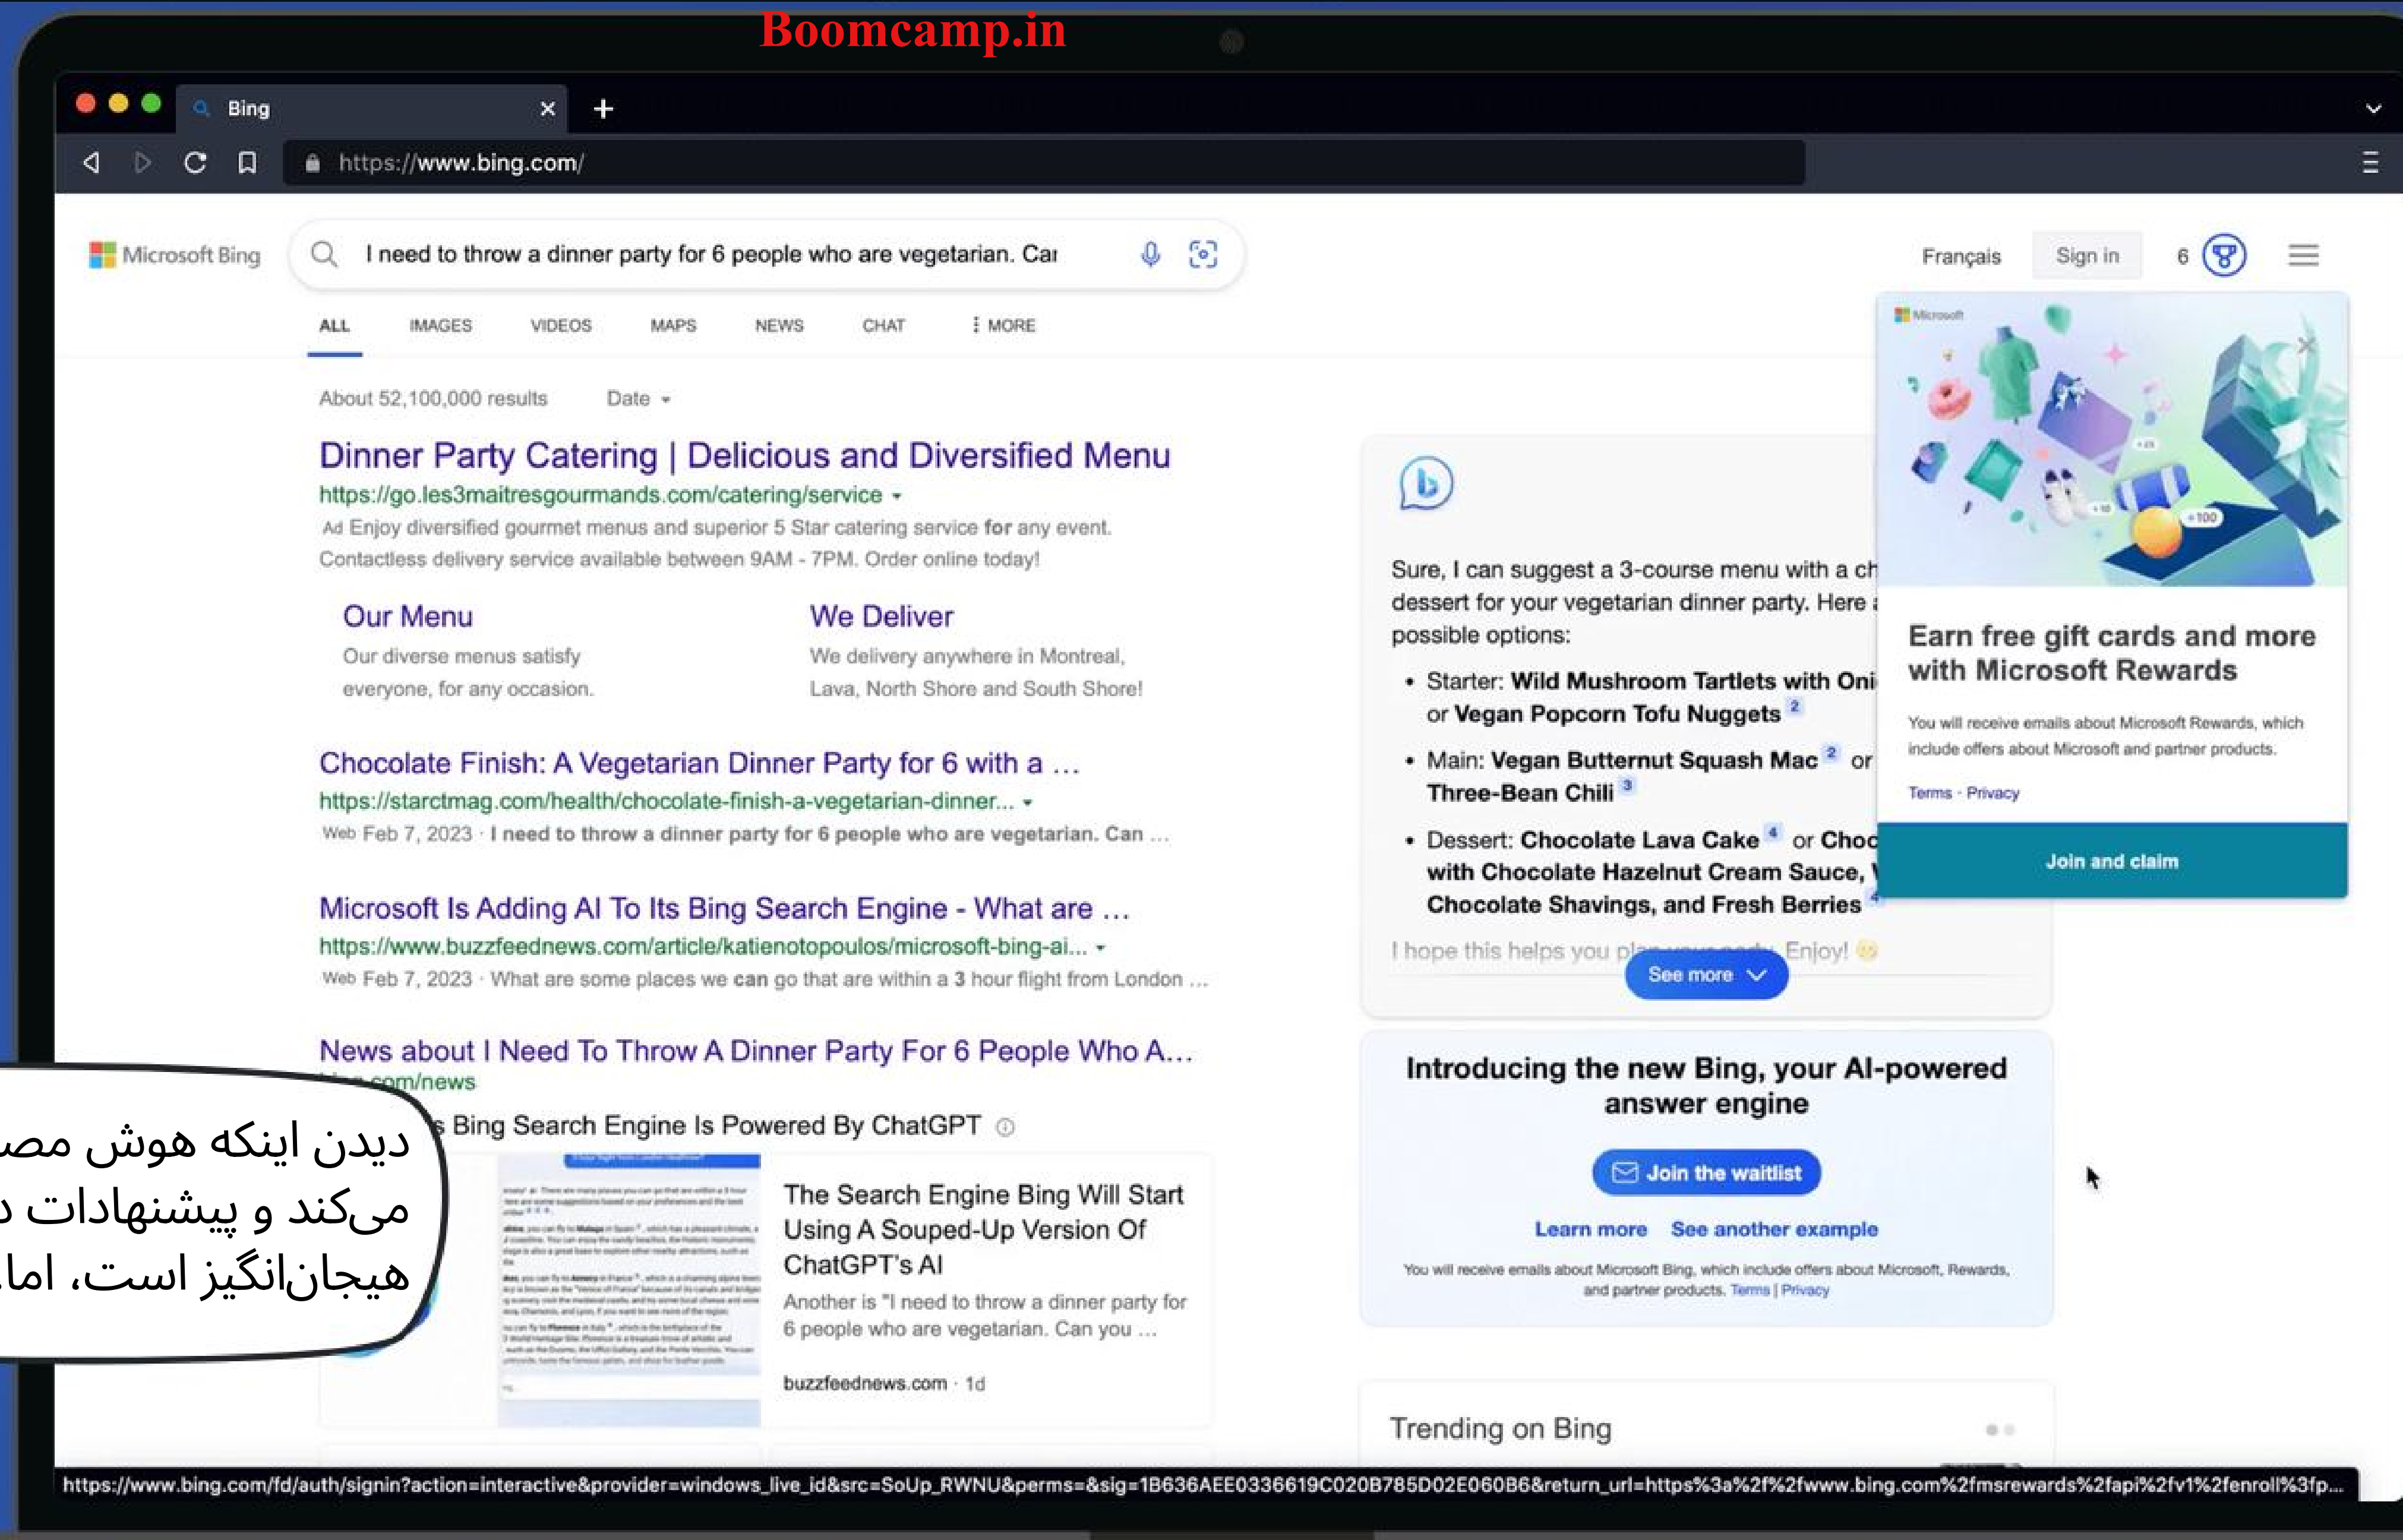 Boomcamp.in
Bing
https://www.bing.com/
Microsoft Bing
I need to throw a dinner party for 6 people who are vegetarian. Car
Français
Sign in
6
ALL IMAGES VIDEOS MAPS NEWS CHAT MORE
About 52,100,000 results Date
Dinner Party Catering | Delicious and Diversified Menu
https://go.les3maitresgourmands.com/catering/service
Ad Enjoy diversified gourmet menus and superior 5 Star catering service for any event.
Contactless delivery service available between 9AM - 7PM. Order online today!
Our Menu
Our diverse menus satisfy
everyone, for any occasion.
We Deliver
We delivery anywhere in Montreal,
Lava, North Shore and South Shore!
Chocolate Finish: A Vegetarian Dinner Party for 6 with a ...
https://starctmag.com/health/chocolate-finish-a-vegetarian-dinner...
Web Feb 7, 2023 · I need to throw a dinner party for 6 people who are vegetarian. Can ...
Microsoft Is Adding AI To Its Bing Search Engine - What are ...
https://www.buzzfeednews.com/article/katienotopoulos/microsoft-bing-ai...
Web Feb 7, 2023 · What are some places we can go that are within a 3 hour flight from London ...
News about I Need To Throw A Dinner Party For 6 People Who A...
com/news
s Bing Search Engine Is Powered By ChatGPT
The Search Engine Bing Will Start
Using A Souped-Up Version Of
ChatGPT's AI
Another is "I need to throw a dinner party for
6 people who are vegetarian. Can you ...
buzzfeednews.com · 1d
دیدن اینکه هوش مصـ
می‌کند و پیشنهادات د
هیجان‌انگیز است، اما
Sure, I can suggest a 3-course menu with a ch
dessert for your vegetarian dinner party. Here
possible options:
• Starter: Wild Mushroom Tartlets with Oni
or Vegan Popcorn Tofu Nuggets 2
• Main: Vegan Butternut Squash Mac 2 or
Three-Bean Chili 3
• Dessert: Chocolate Lava Cake 4 or Choc
with Chocolate Hazelnut Cream Sauce,
Chocolate Shavings, and Fresh Berries 4
I hope this helps you plan your party. Enjoy!
See more
Microsoft
+25
+10
+100
Earn free gift cards and more
with Microsoft Rewards
You will receive emails about Microsoft Rewards, which
include offers about Microsoft and partner products.
Terms · Privacy
Join and claim
Introducing the new Bing, your AI-powered
answer engine
Join the waitlist
Learn more See another example
You will receive emails about Microsoft Bing, which include offers about Microsoft, Rewards,
and partner products. Terms | Privacy
Trending on Bing
https://www.bing.com/fd/auth/signin?action=interactive&provider=windows_live_id&src=SoUp_RWNU&perms=&sig=1B636AEE0336619C020B785D02E060B6&return_url=https%3a%2f%2fwww.bing.com%2fmsrewards%2fapi%2fv1%2fenroll%3fp...